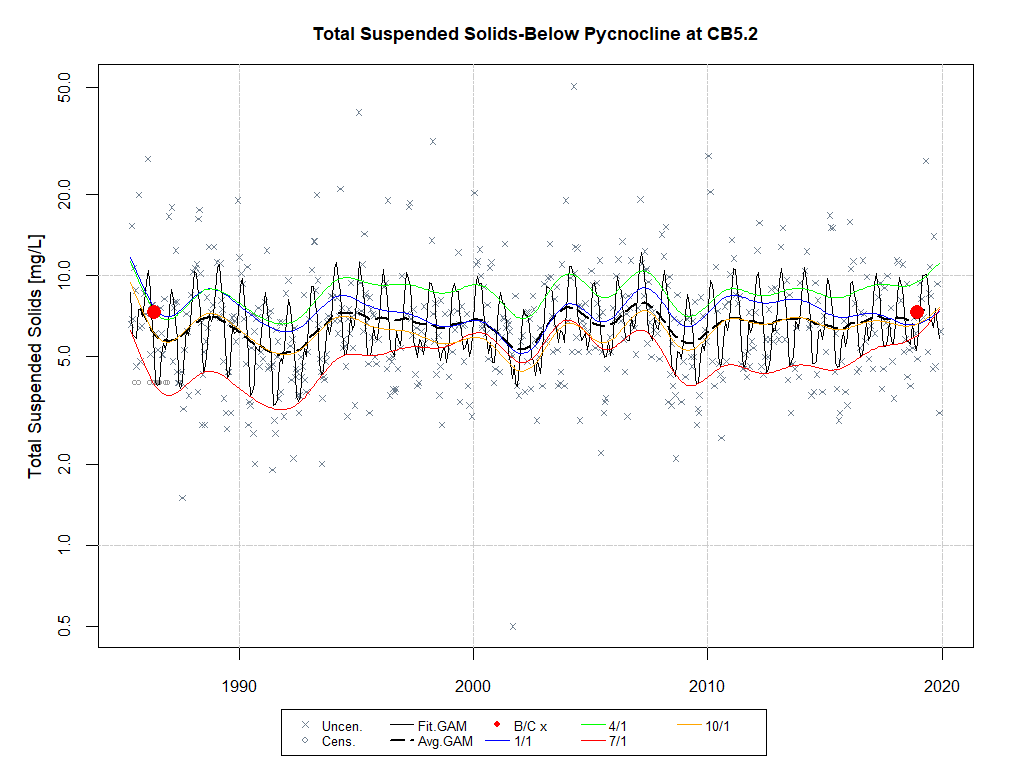 Total Suspended Solids-Below Pycnocline at CB5.2
Total Suspended Solids [mg/L]
50.0
20.0
10.0
5.0
2.0
1.0
0.5
1990 2000 2010 2020
Uncen. Fit.GAM B/C x 4/1 10/1
Cens. Avg.GAM 1/1 7/1